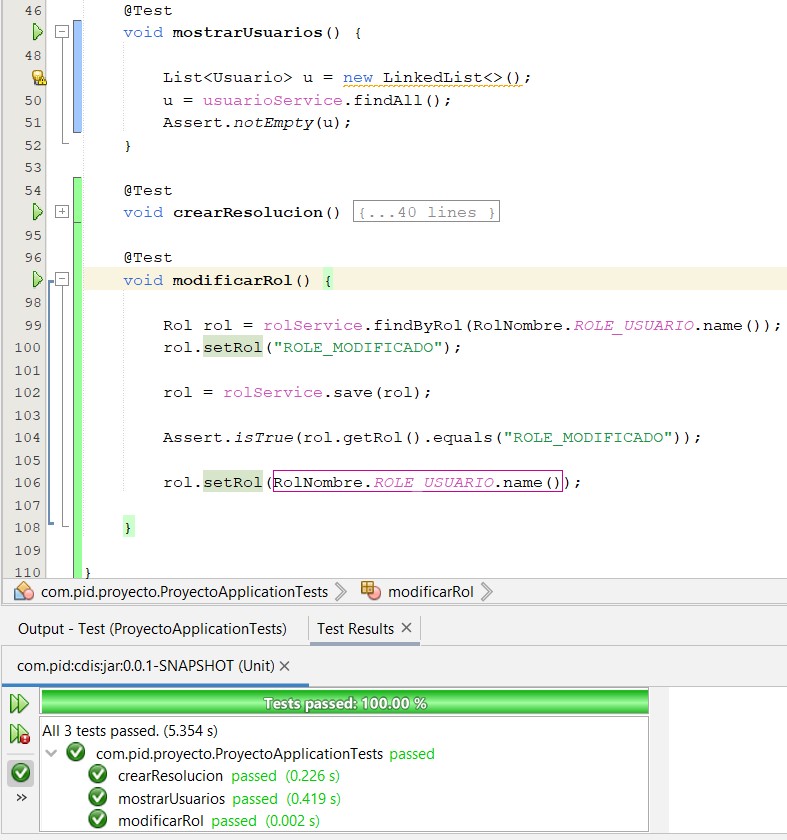 46 @Test
void mostrarUsuarios() {
48
List<Usuario> u = new LinkedList<>();
50 u = usuarioService.findAll();
51 Assert.notEmpty(u);
52 }
53
54 @Test
void crearResolucion() {...40 lines }
95
96 @Test
void modificarRol() {
98
99 Rol rol = rolService.findByRol(RolNombre.ROLE_USUARIO.name());
100 rol.setRol("ROLE_MODIFICADO");
101
102 rol = rolService.save(rol);
103
104 Assert.isTrue(rol.getRol().equals("ROLE_MODIFICADO"));
105
106 rol.setRol(RolNombre.ROLE_USUARIO.name());
107
108 }
109
110 }
com.pid.proyecto.ProyectoApplicationTests modificarRol
Output - Test (ProyectoApplicationTests) Test Results
com.pid:cdis:jar:0.0.1-SNAPSHOT (Unit)
Tests passed: 100.00 %
All 3 tests passed. (5.354 s)
com.pid.proyecto.ProyectoApplicationTests passed
crearResolucion passed (0.226 s)
mostrarUsuarios passed (0.419 s)
modificarRol passed (0.002 s)